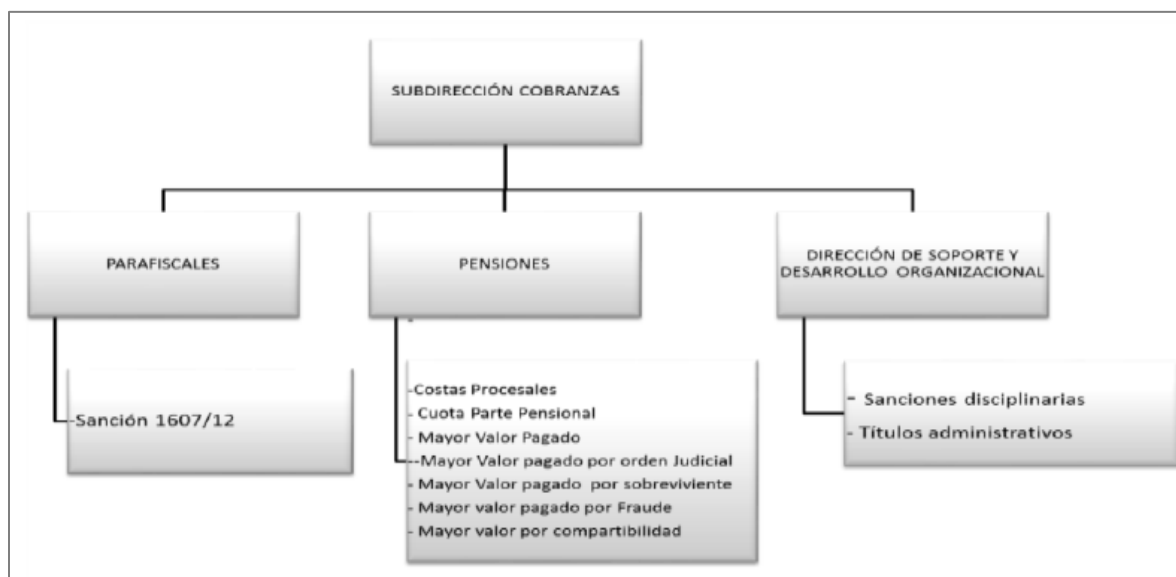 SUBDIRECCIÓN COBRANZAS
PARAFISCALES
PENSIONES
DIRECCIÓN DE SOPORTE Y
DESARROLLO ORGANIZACIONAL
-
-Sanción 1607/12
-Costas Procesales
- Cuota Parte Pensional
- Mayor Valor Pagado
--Mayor Valor pagado por orden Judicial
- Mayor Valor pagado por sobreviviente
- Mayor valor pagado por Fraude
- Mayor valor por compartibilidad
- Sanciones disciplinarias
- Títulos administrativos